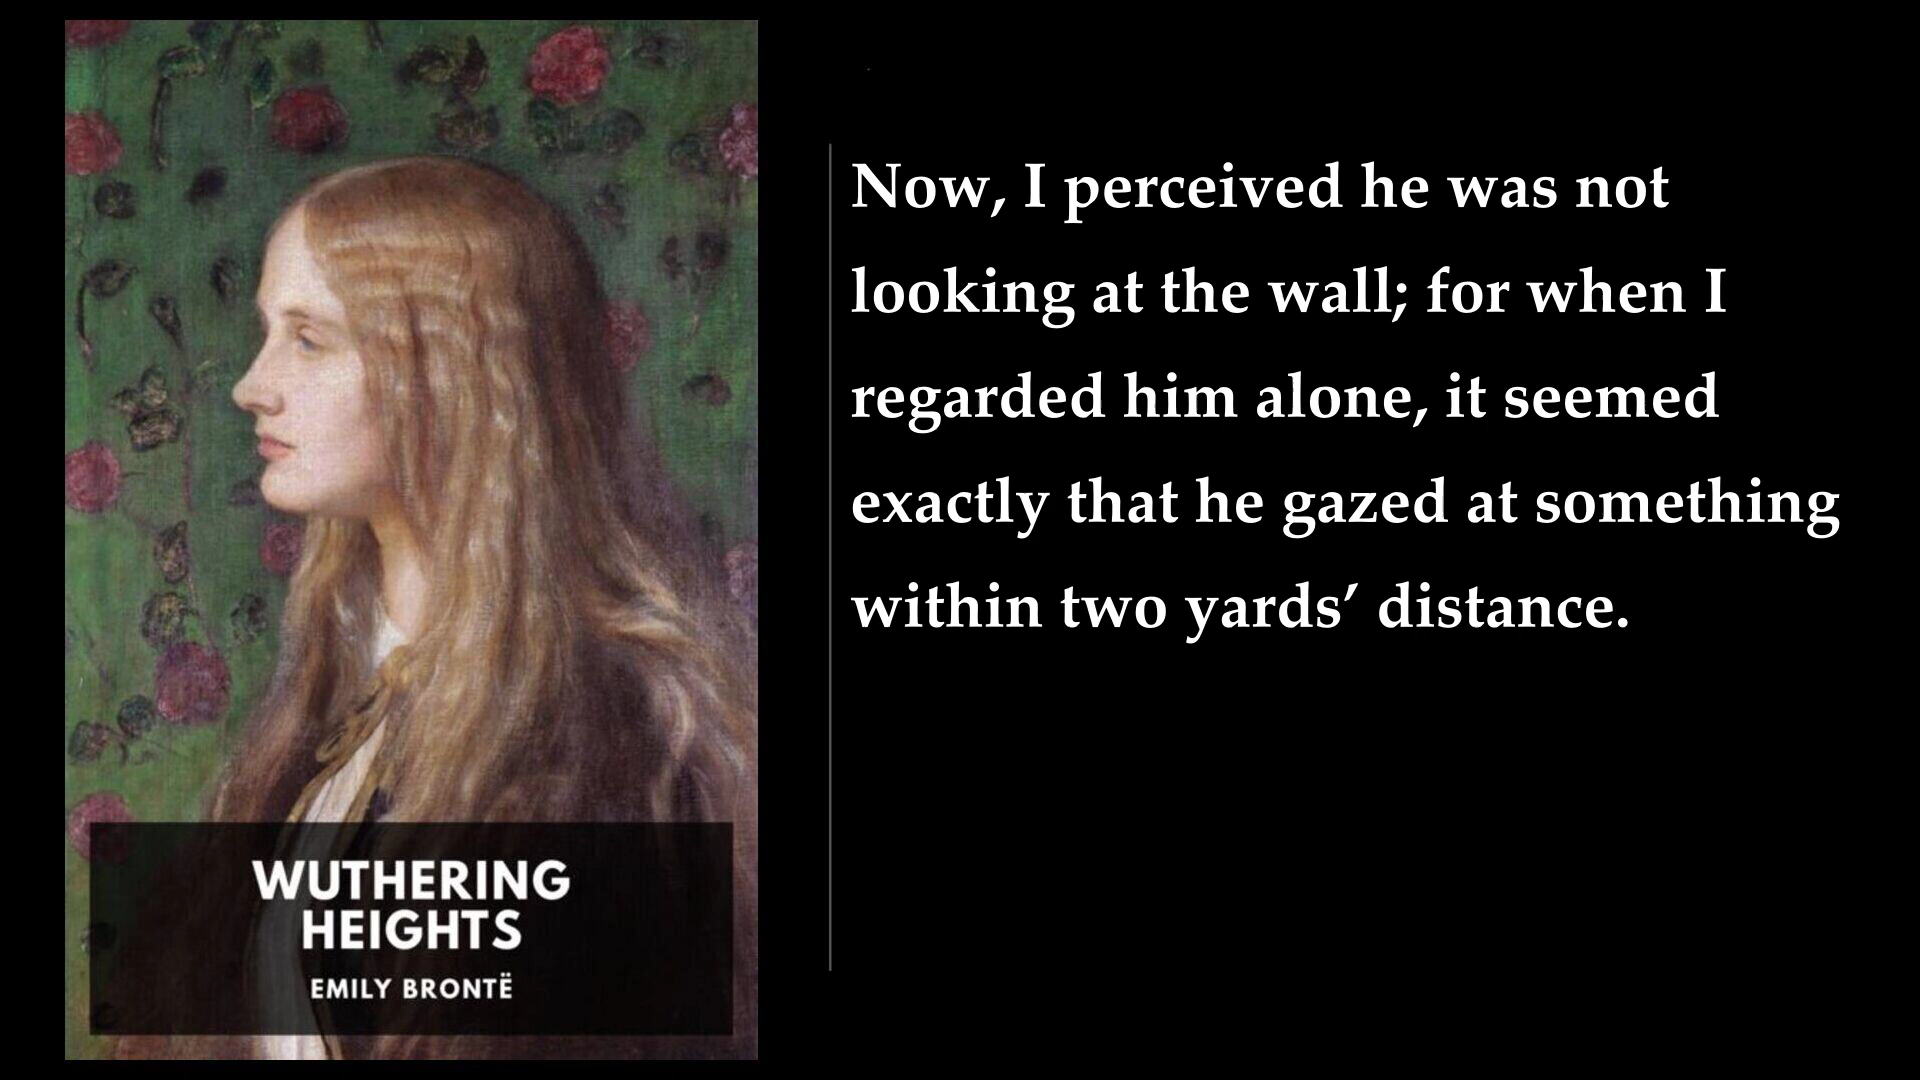 Now, I perceived he was not
looking at the wall; for when I
regarded him alone, it seemed
exactly that he gazed at something
within two yards’ distance.
WUTHERING
HEIGHTS
EMILY BRONTË